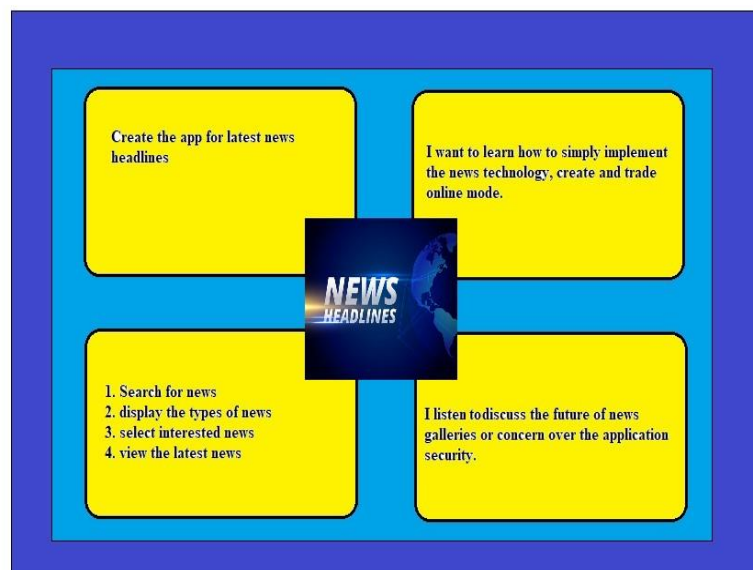 Create the app for latest news
headlines
I want to learn how to simply implement
the news technology, create and trade
online mode.
NEWS
HEADLINES
1. Search for news
2. display the types of news
3. select interested news
4. view the latest news
I listen todiscuss the future of news
galleries or concern over the application
security.